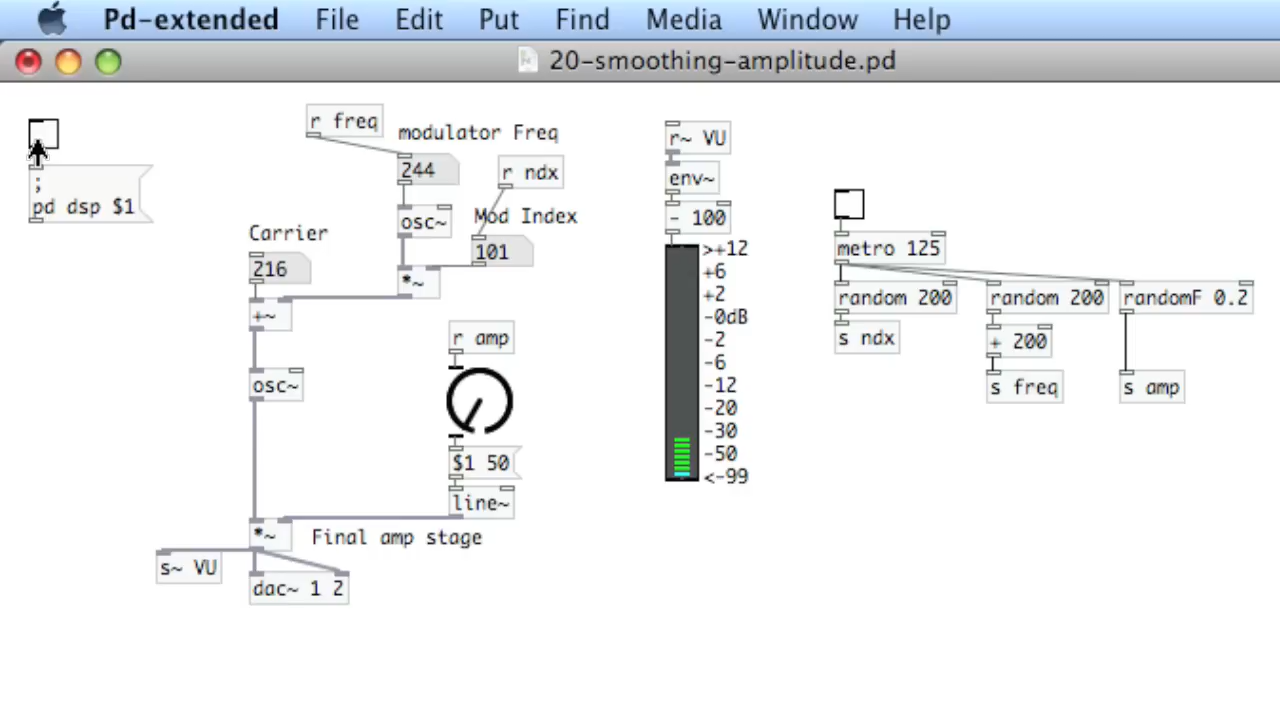 Pd-extended File Edit Put Find Media Window Help
20-smoothing-amplitude.pd
;
pd dsp $1
r freq
modulator Freq
244
r ndx
osc~
Mod Index
101
*~
Carrier
216
+~
osc~
r amp
$1 50
line~
*~
Final amp stage
s~ VU
dac~ 1 2
r~ VU
env~
- 100
>+12
+6
+2
-0dB
-2
-6
-12
-20
-30
-50
<-99
metro 125
random 200
s ndx
random 200
+ 200
s freq
randomF 0.2
s amp